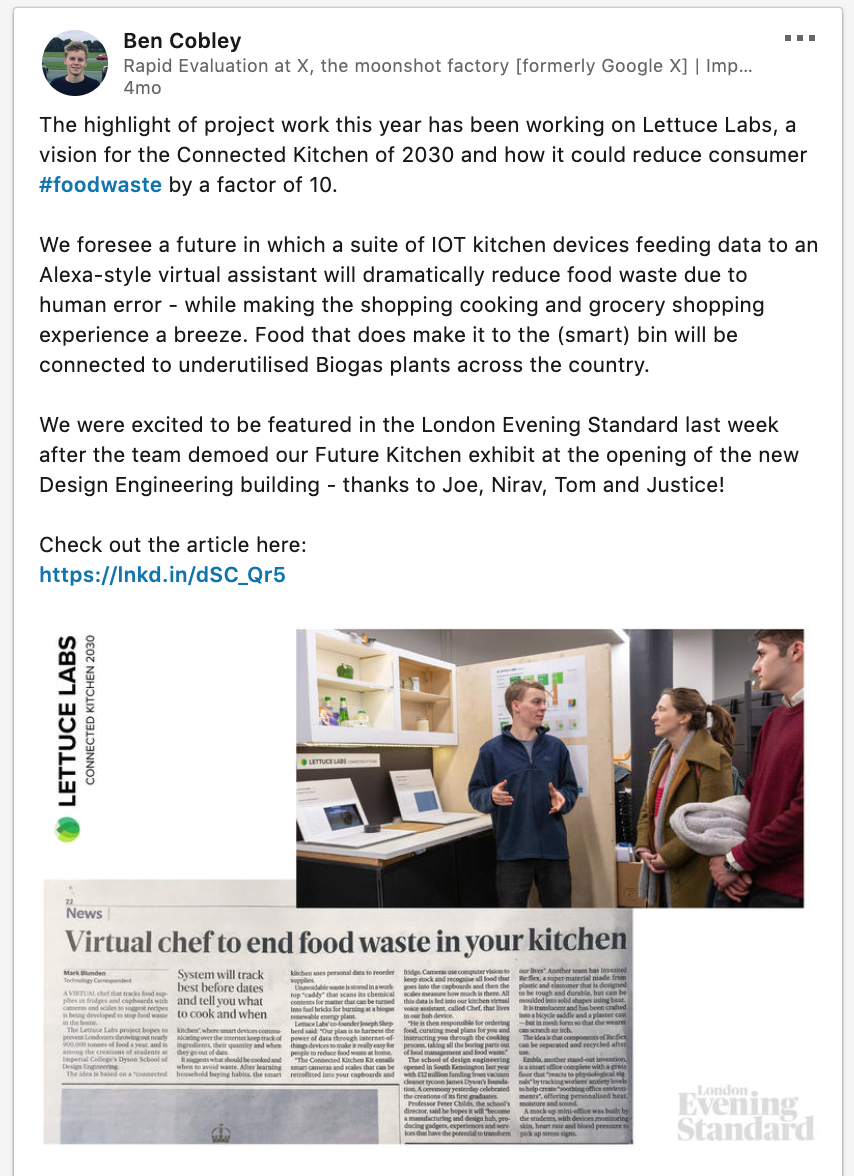 Ben Cobley
Rapid Evaluation at X, the moonshot factory [formerly Google X] | Imp...
4mo
The highlight of project work this year has been working on Lettuce Labs, a
vision for the Connected Kitchen of 2030 and how it could reduce consumer
#foodwaste by a factor of 10.
We foresee a future in which a suite of IOT kitchen devices feeding data to an
Alexa-style virtual assistant will dramatically reduce food waste due to
human error - while making the shopping cooking and grocery shopping
experience a breeze. Food that does make it to the (smart) bin will be
connected to underutilised Biogas plants across the country.
We were excited to be featured in the London Evening Standard last week
after the team demoed our Future Kitchen exhibit at the opening of the new
Design Engineering building - thanks to Joe, Nirav, Tom and Justice!
Check out the article here:
https://lnkd.in/dSC_Qr5
LETTUCE LABS
CONNECTED KITCHEN 2030
LETTUCE LABS
22
News
Virtual chef to end food waste in your kitchen
Mark Blunden
Technology Correspondent
A VIRTUAL chef that tracks food sup-
plies in fridges and cupboards with
cameras and scales to suggest recipes
is being developed to stop food waste
in the home.
The Lettuce Labs project hopes to
prevent Londoners throwing out nearly
900,000 tonnes of food a year, and is
among the creations of students at
Imperial College's Dyson School of
Design Engineering.
The idea is based on a "connected
System will track
best before dates
and tell you what
to cook and when
kitchen", where smart devices commu-
nicating over the internet keep track of
ingredients, their quantity and when
they go out of date.
It suggests what should be cooked and
when to avoid waste. After learning
household buying habits, the smart
kitchen uses personal data to reorder
supplies.
Unavoidable waste is stored in a work-
top "caddy" that scans its chemical
contents for matter that can be turned
into fuel bricks for burning at a biogas
renewable energy plant.
Lettuce Labs' co-founder Joseph Shep-
herd said: "Our plan is to harness the
power of data through internet-of-
things devices to make it really easy for
people to reduce food waste at home.
"The Connected Kitchen Kit entails
smart cameras and scales that can be
retrofitted into your cupboards and
fridge. Cameras use computer vision to
keep stock and recognise all food that
goes into the cupboards and then the
scales measure how much is there. All
this data is fed into our kitchen virtual
voice assistant, called Chef, that lives
in our hub device.
"He is then responsible for ordering
food, curating meal plans for you and
instructing you through the cooking
process, taking all the boring parts out
of food management and food waste."
The school of design engineering
opened in South Kensington last year
with £12 million funding from vacuum
cleaner tycoon James Dyson's founda-
tion. A ceremony yesterday celebrated
the creations of its first graduates.
Professor Peter Childs, the school's
director, said he hopes it will "become
a manufacturing and design hub, pro-
ducing gadgets, experiences and serv-
ices that have the potential to transform
our lives". Another team has invented
Re:flex, a super-material made from
plastic and elastomer that is designed
to be rough and durable, but can be
moulded into solid shapes using heat.
It is translucent and has been crafted
into a bicycle saddle and a plaster cast
— but in mesh form so that the wearer
can scratch an itch.
The idea is that components of Re:flex
can be separated and recycled after
use.
Embla, another stand-out invention,
is a smart office complete with a
that "reacts to physiological sig-
nals" by tracking workers' anxiety levels
to help create "soothing office environ-
ments", offering personalised heat,
moisture and sound.
A mock up mini-office was built by
the students, with devices monitoring
skin, heart rate and blood pressure to
pick up stress signs.
London
Evening
Standard